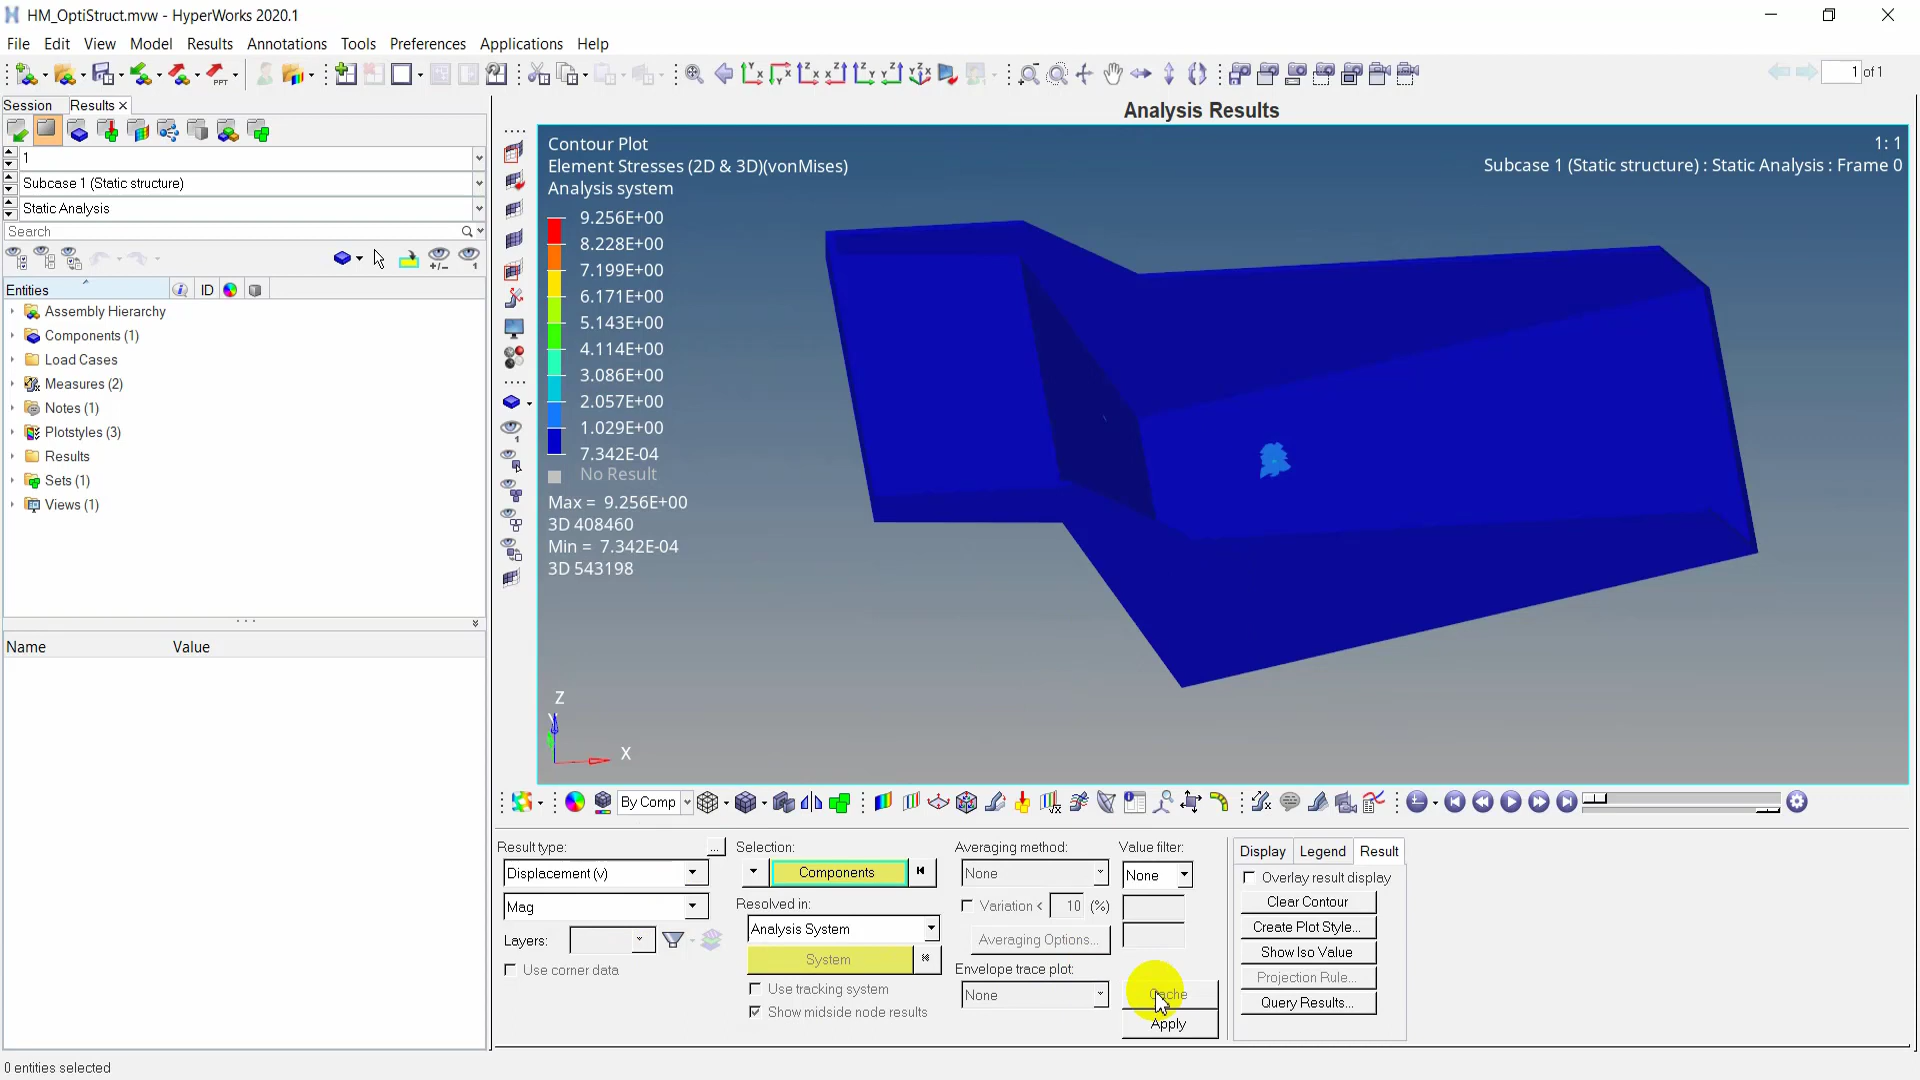 HM_OptiStruct.mvw - HyperWorks 2020.1
File Edit View Model Results Annotations Tools Preferences Applications Help
1 of 1
Session Results
1
Subcase 1 (Static structure)
Static Analysis
Search
Entities ID
Assembly Hierarchy
Components (1)
Load Cases
Measures (2)
Notes (1)
Plotstyles (3)
Results
Sets (1)
Views (1)
Name Value
0 entities selected
Analysis Results
Contour Plot
Element Stresses (2D & 3D)(vonMises)
Analysis system
9.256E+00
8.228E+00
7.199E+00
6.171E+00
5.143E+00
4.114E+00
3.086E+00
2.057E+00
1.029E+00
7.342E-04
No Result
Max = 9.256E+00
3D 408460
Min = 7.342E-04
3D 543198
1: 1
Subcase 1 (Static structure) : Static Analysis : Frame 0
Z
X
By Comp
Result type:
Displacement (v)
Mag
Layers:
Use corner data
Selection:
Components
Resolved in:
Analysis System
System
Use tracking system
Show midside node results
Averaging method:
None
Variation < 10 (%)
Averaging Options...
Envelope trace plot:
None
Value filter:
None
Cache
Apply
Display Legend Result
Overlay result display
Clear Contour
Create Plot Style...
Show Iso Value
Projection Rule...
Query Results...